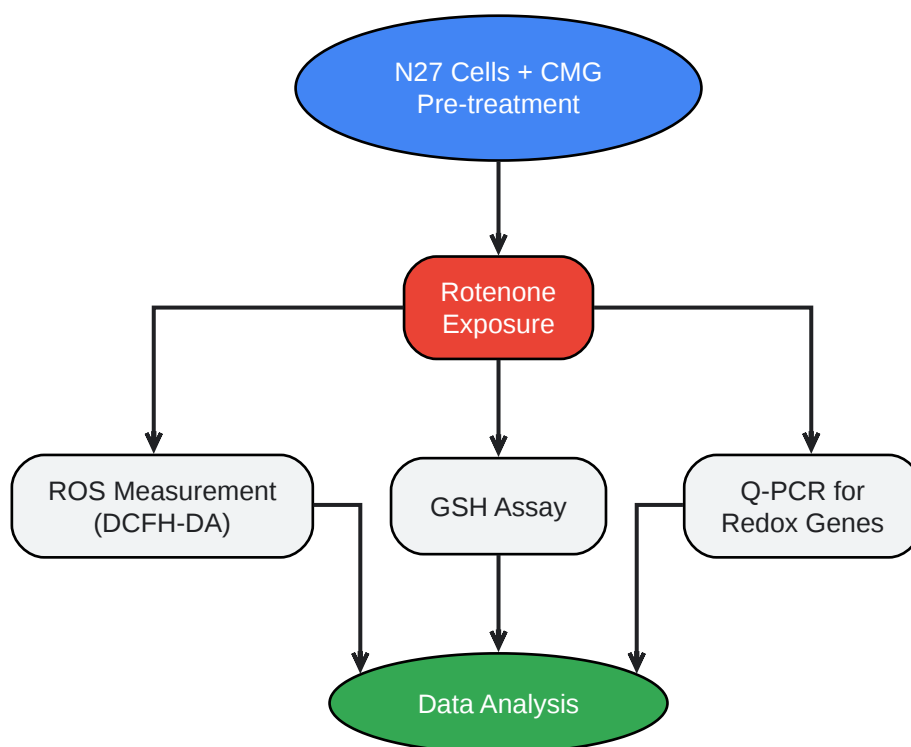 N27 Cells + CMG
Pre-treatment
Rotenone
Exposure
ROS Measurement
(DCFH-DA)
GSH Assay
Q-PCR for
Redox Genes
Data Analysis